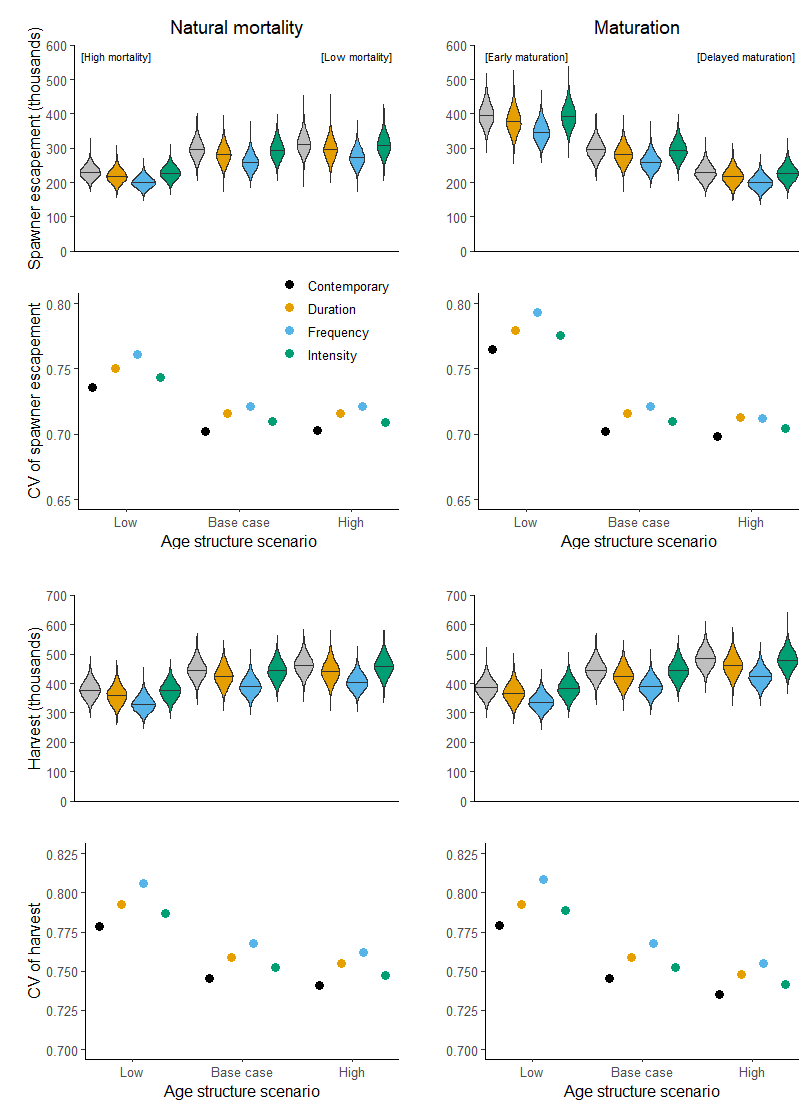 Natural mortality
Maturation
Spawner escapement (thousands)
600
500
400
300
200
100
0
[High mortality]
[Low mortality]
600
500
400
300
200
100
0
[Early maturation]
[Delayed maturation]
CV of spawner escapement
0.80
0.75
0.70
0.65
Contemporary
Duration
Frequency
Intensity
Low
Base case
High
Age structure scenario
0.80
0.75
0.70
0.65
Low
Base case
High
Age structure scenario
Harvest (thousands)
700
600
500
400
300
200
100
0
700
600
500
400
300
200
100
0
CV of harvest
0.825
0.800
0.775
0.750
0.725
0.700
Low
Base case
High
Age structure scenario
0.825
0.800
0.775
0.750
0.725
0.700
Low
Base case
High
Age structure scenario